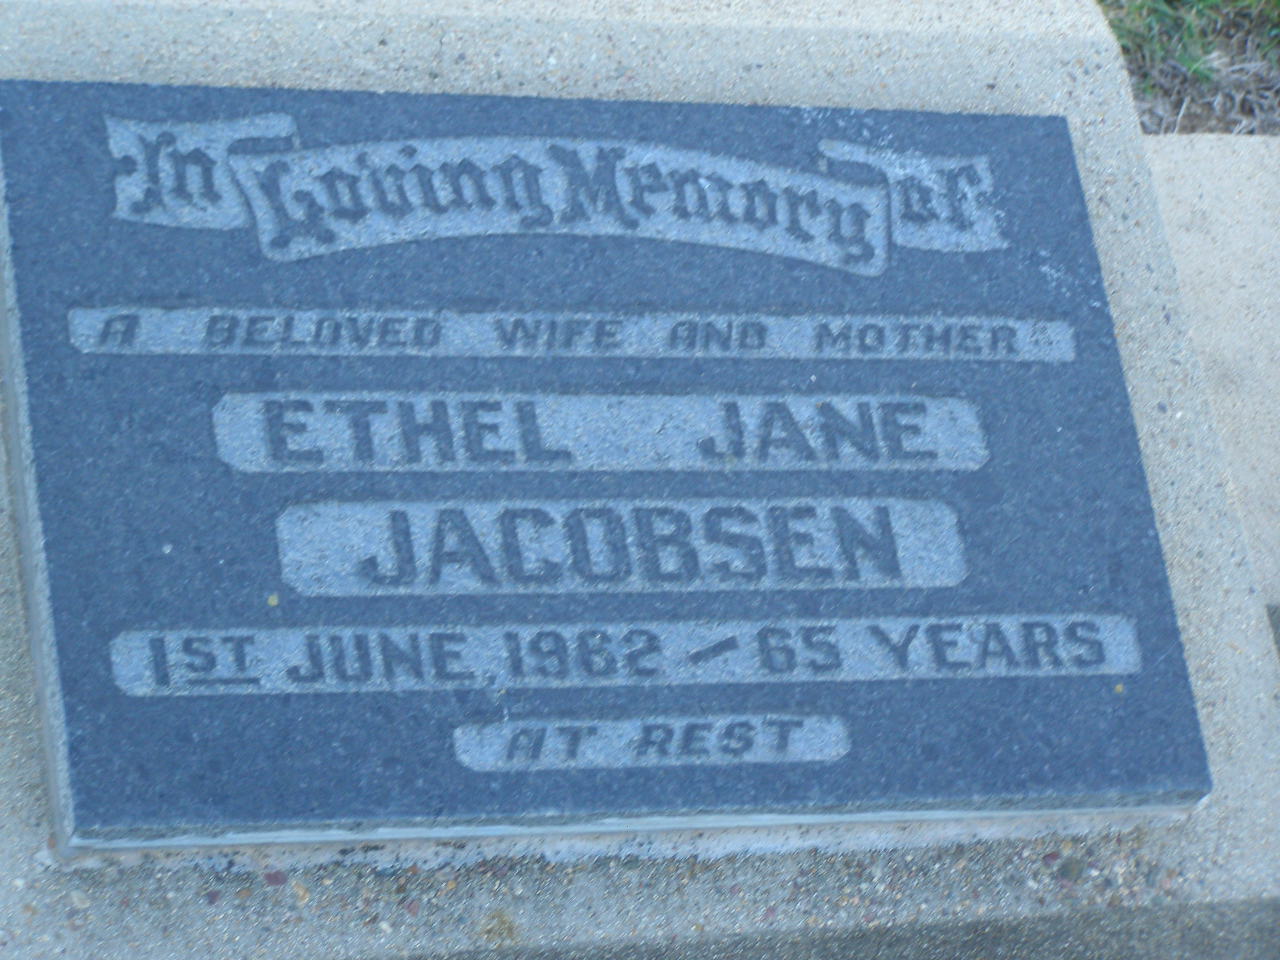 In Loving Memory of
A BELOVED WIFE AND MOTHER
ETHEL JANE
JACOBSEN
1ST JUNE, 1962 — 65 YEARS
AT REST